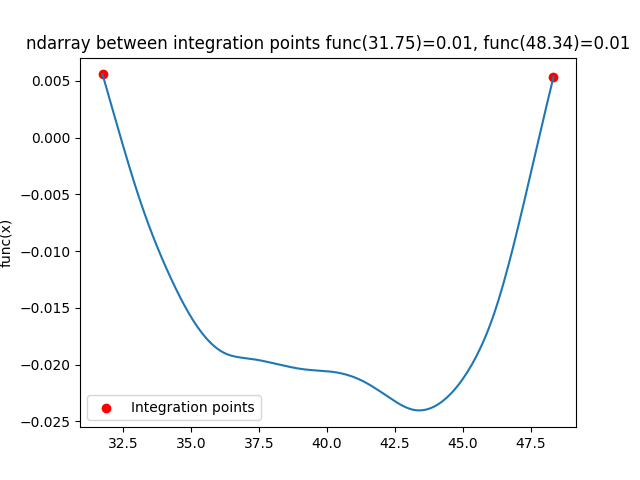 ndarray between integration points func(31.75)=0.01, func(48.34)=0.01
0.005
0.000
−0.005
−0.010
−0.015
−0.020
−0.025
func(x)
Integration points
32.5 35.0 37.5 40.0 42.5 45.0 47.5